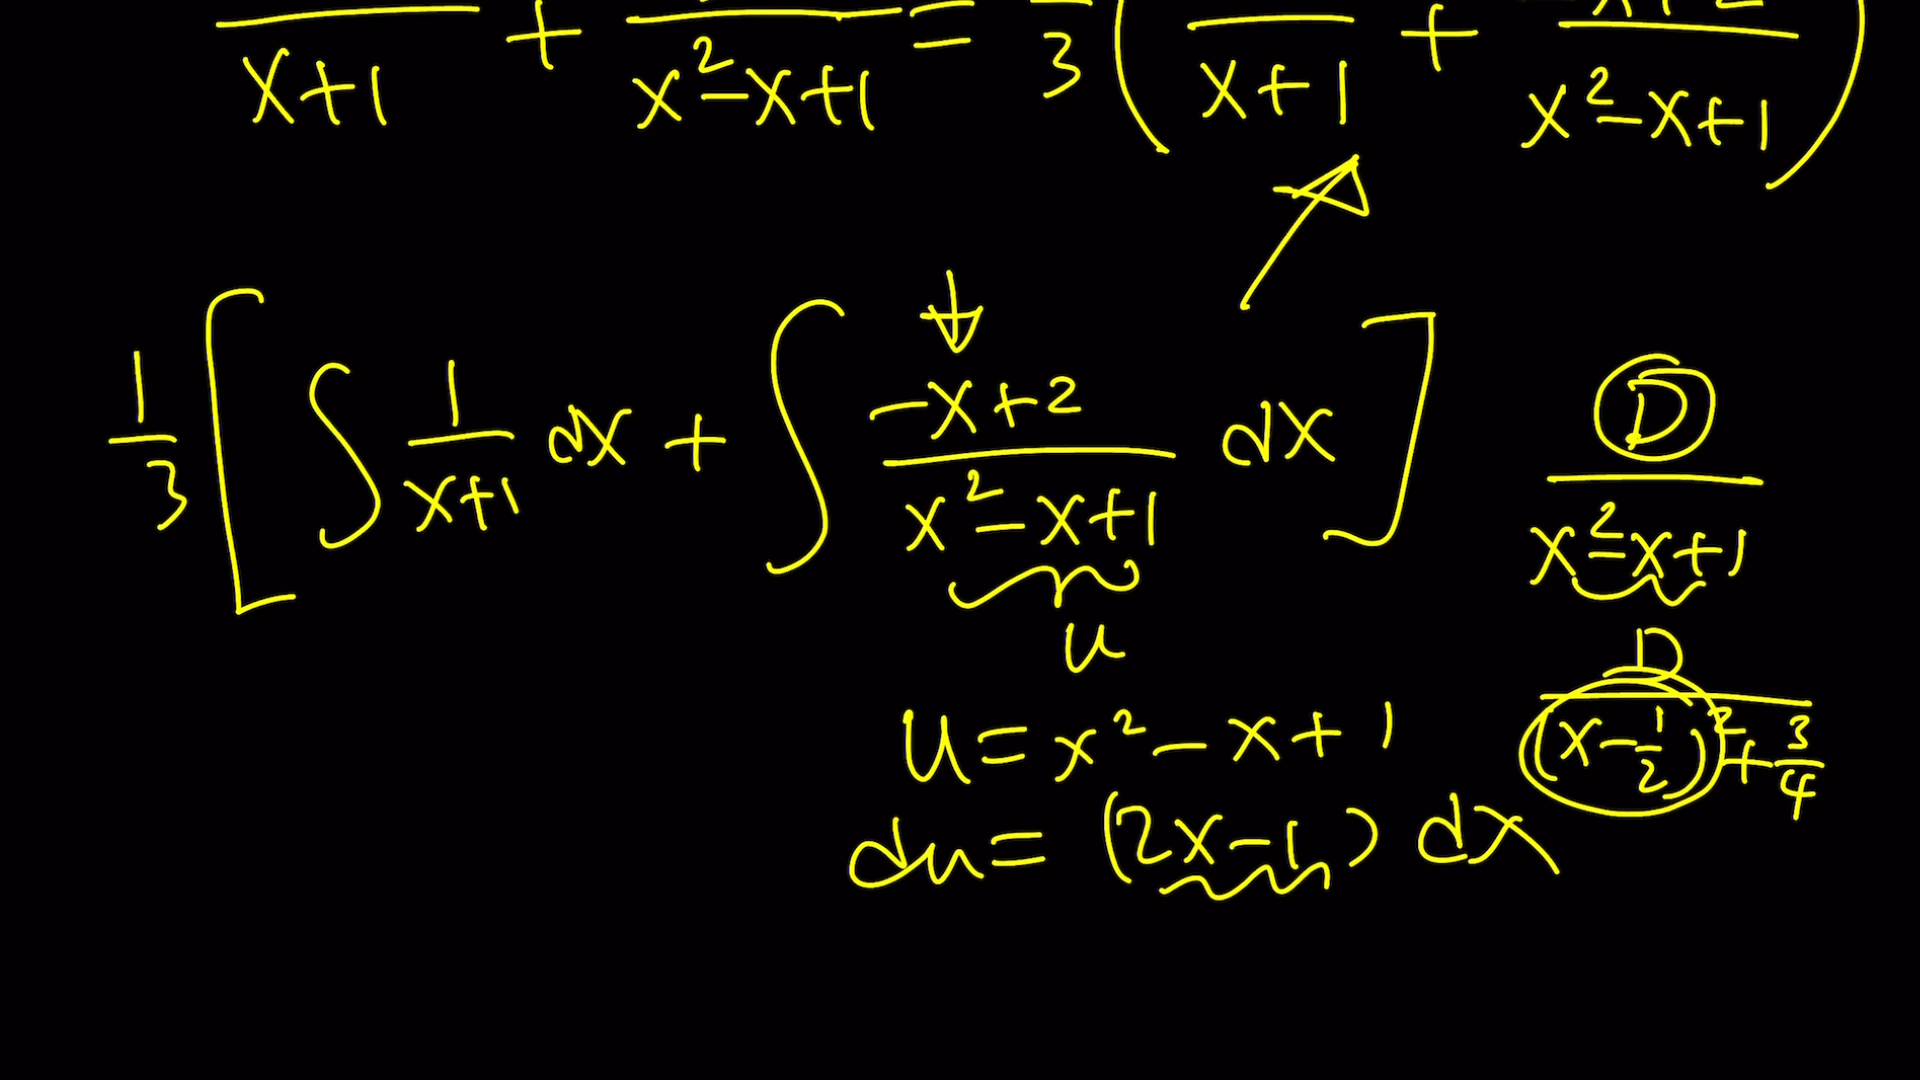 /(x+1) + /(x²-x+1) = /3 ( /(x+1) + /(x²-x+1) )
1/3 [ ∫ 1/(x+1) dx + ∫ (-x+2)/(x²-x+1) dx ]
D/(x²-x+1)
u
D/((x-1/2)²+3/4)
u = x²-x+1
du = (2x-1) dx